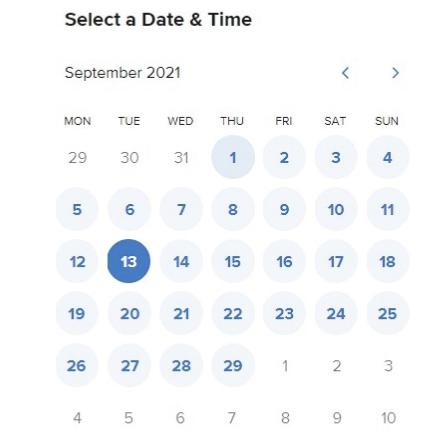 Select a Date & Time
September 2021
MON TUE WED THU FRI SAT SUN
29 30 31 1 2 3 4
5 6 7 8 9 10 11
12 13 14 15 16 17 18
19 20 21 22 23 24 25
26 27 28 29 1 2 3
4 5 6 7 8 9 10